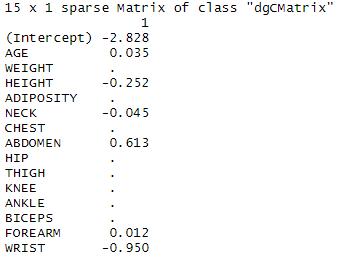 15 x 1 sparse Matrix of class "dgCMatrix"
1
(Intercept) -2.828
AGE 0.035
WEIGHT .
HEIGHT -0.252
ADIPOSITY .
NECK -0.045
CHEST .
ABDOMEN 0.613
HIP .
THIGH .
KNEE .
ANKLE .
BICEPS .
FOREARM 0.012
WRIST -0.950